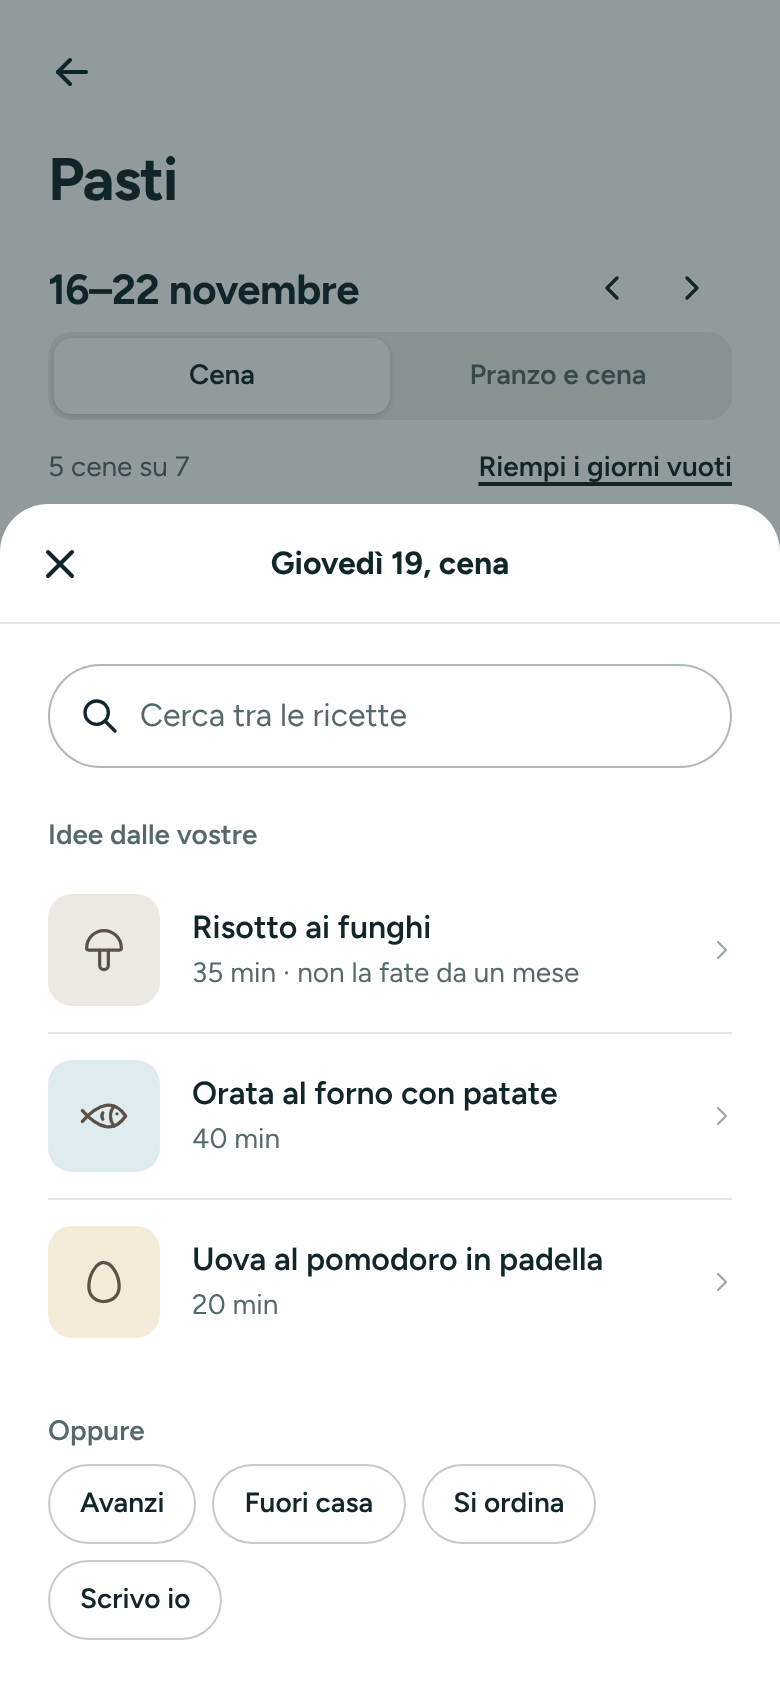 Pasti
16–22 novembre
Cena
Pranzo e cena
5 cene su 7
Riempi i giorni vuoti
Giovedì 19, cena
Cerca tra le ricette
Idee dalle vostre
Risotto ai funghi
35 min · non la fate da un mese
Orata al forno con patate
40 min
Uova al pomodoro in padella
20 min
Oppure
Avanzi
Fuori casa
Si ordina
Scrivo io